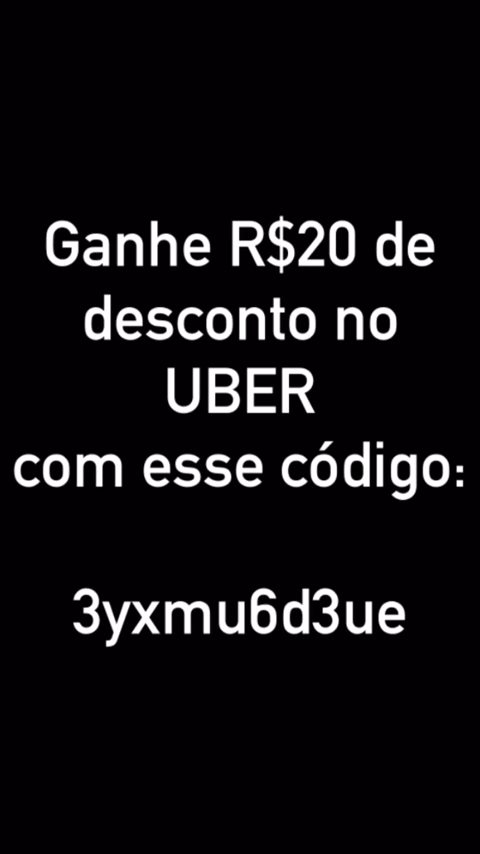 Ganhe R$20 de
desconto no
UBER
com esse código:
3yxmu6d3ue